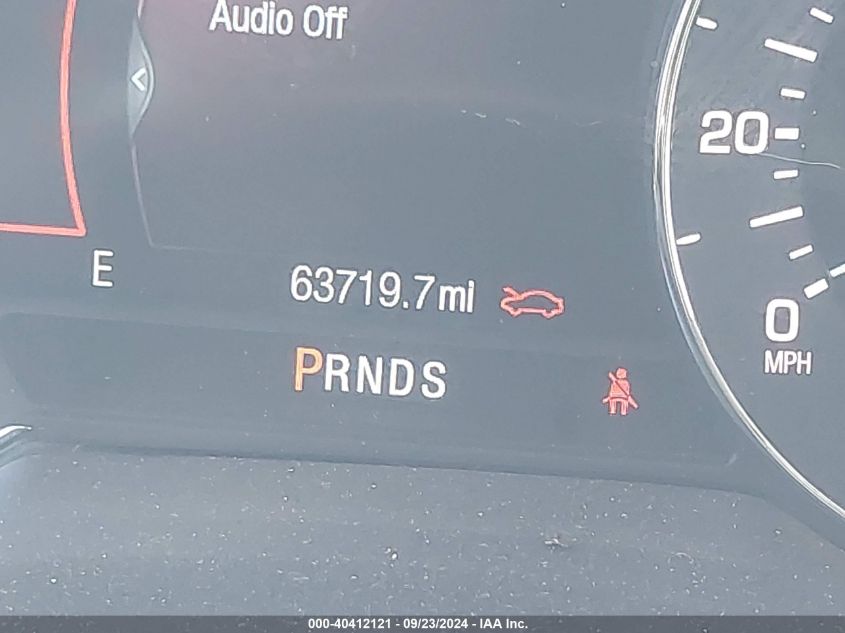 Audio Off
20
E
63719.7mi
0
MPH
PRNDS
000-40412121 - 09/23/2024 - IAA Inc.